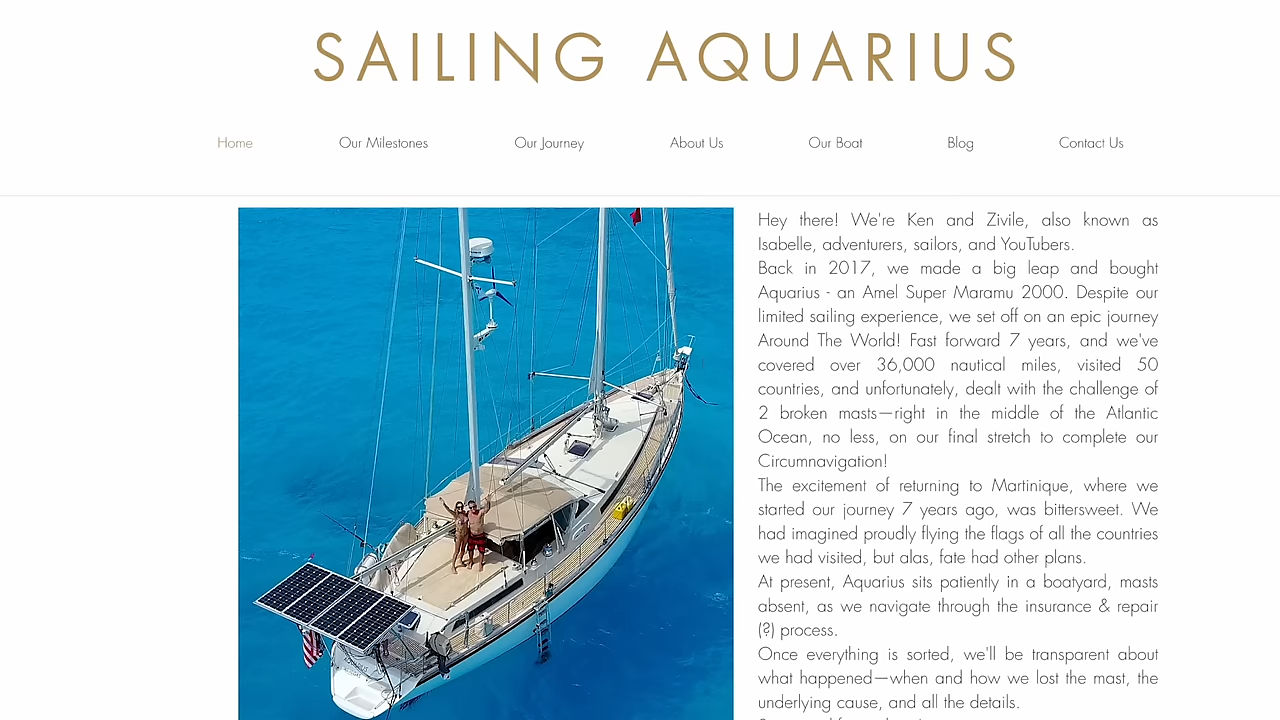 SAILING AQUARIUS
Home Our Milestones Our Journey About Us Our Boat Blog Contact Us
Hey there! We're Ken and Zivile, also known as
Isabelle, adventurers, sailors, and YouTubers.
Back in 2017, we made a big leap and bought
Aquarius - an Amel Super Maramu 2000. Despite our
limited sailing experience, we set off on an epic journey
Around The World! Fast forward 7 years, and we've
covered over 36,000 nautical miles, visited 50
countries, and unfortunately, dealt with the challenge of
2 broken masts—right in the middle of the Atlantic
Ocean, no less, on our final stretch to complete our
Circumnavigation!
The excitement of returning to Martinique, where we
started our journey 7 years ago, was bittersweet. We
had imagined proudly flying the flags of all the countries
we had visited, but alas, fate had other plans.
At present, Aquarius sits patiently in a boatyard, masts
absent, as we navigate through the insurance & repair
(?) process.
Once everything is sorted, we'll be transparent about
what happened—when and how we lost the mast, the
underlying cause, and all the details.